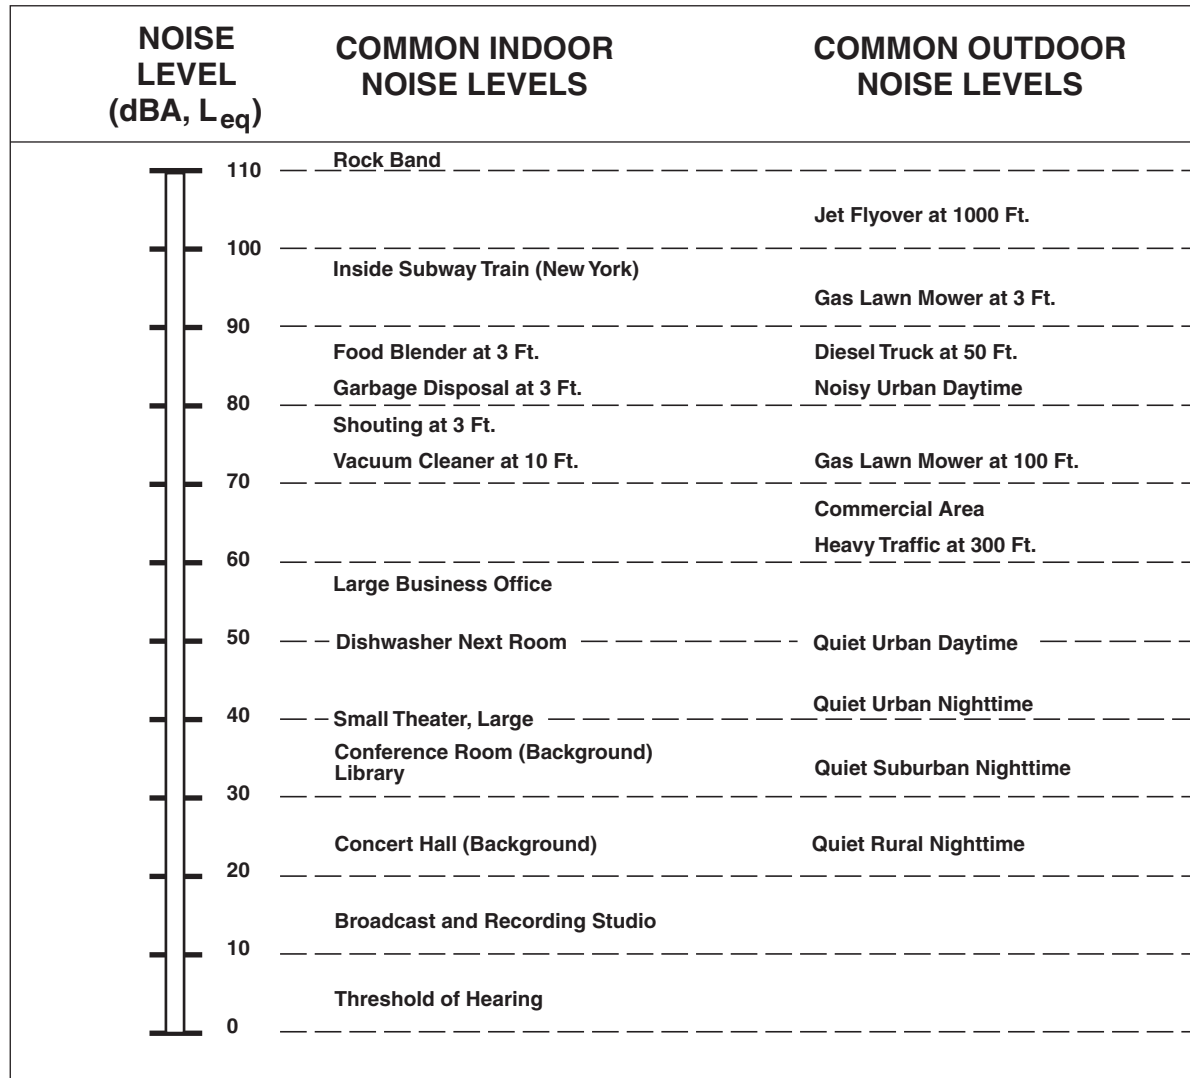 NOISE
LEVEL
(dBA, Leq)
COMMON INDOOR
NOISE LEVELS
COMMON OUTDOOR
NOISE LEVELS
110 Rock Band
Jet Flyover at 1000 Ft.
100
Inside Subway Train (New York)
Gas Lawn Mower at 3 Ft.
90
Food Blender at 3 Ft. Diesel Truck at 50 Ft.
Garbage Disposal at 3 Ft. Noisy Urban Daytime
80
Shouting at 3 Ft.
Vacuum Cleaner at 10 Ft. Gas Lawn Mower at 100 Ft.
70
Commercial Area
Heavy Traffic at 300 Ft.
60
Large Business Office
50 Dishwasher Next Room Quiet Urban Daytime
Quiet Urban Nighttime
40 Small Theater, Large
Conference Room (Background)
Library Quiet Suburban Nighttime
30
Concert Hall (Background) Quiet Rural Nighttime
20
Broadcast and Recording Studio
10
Threshold of Hearing
0